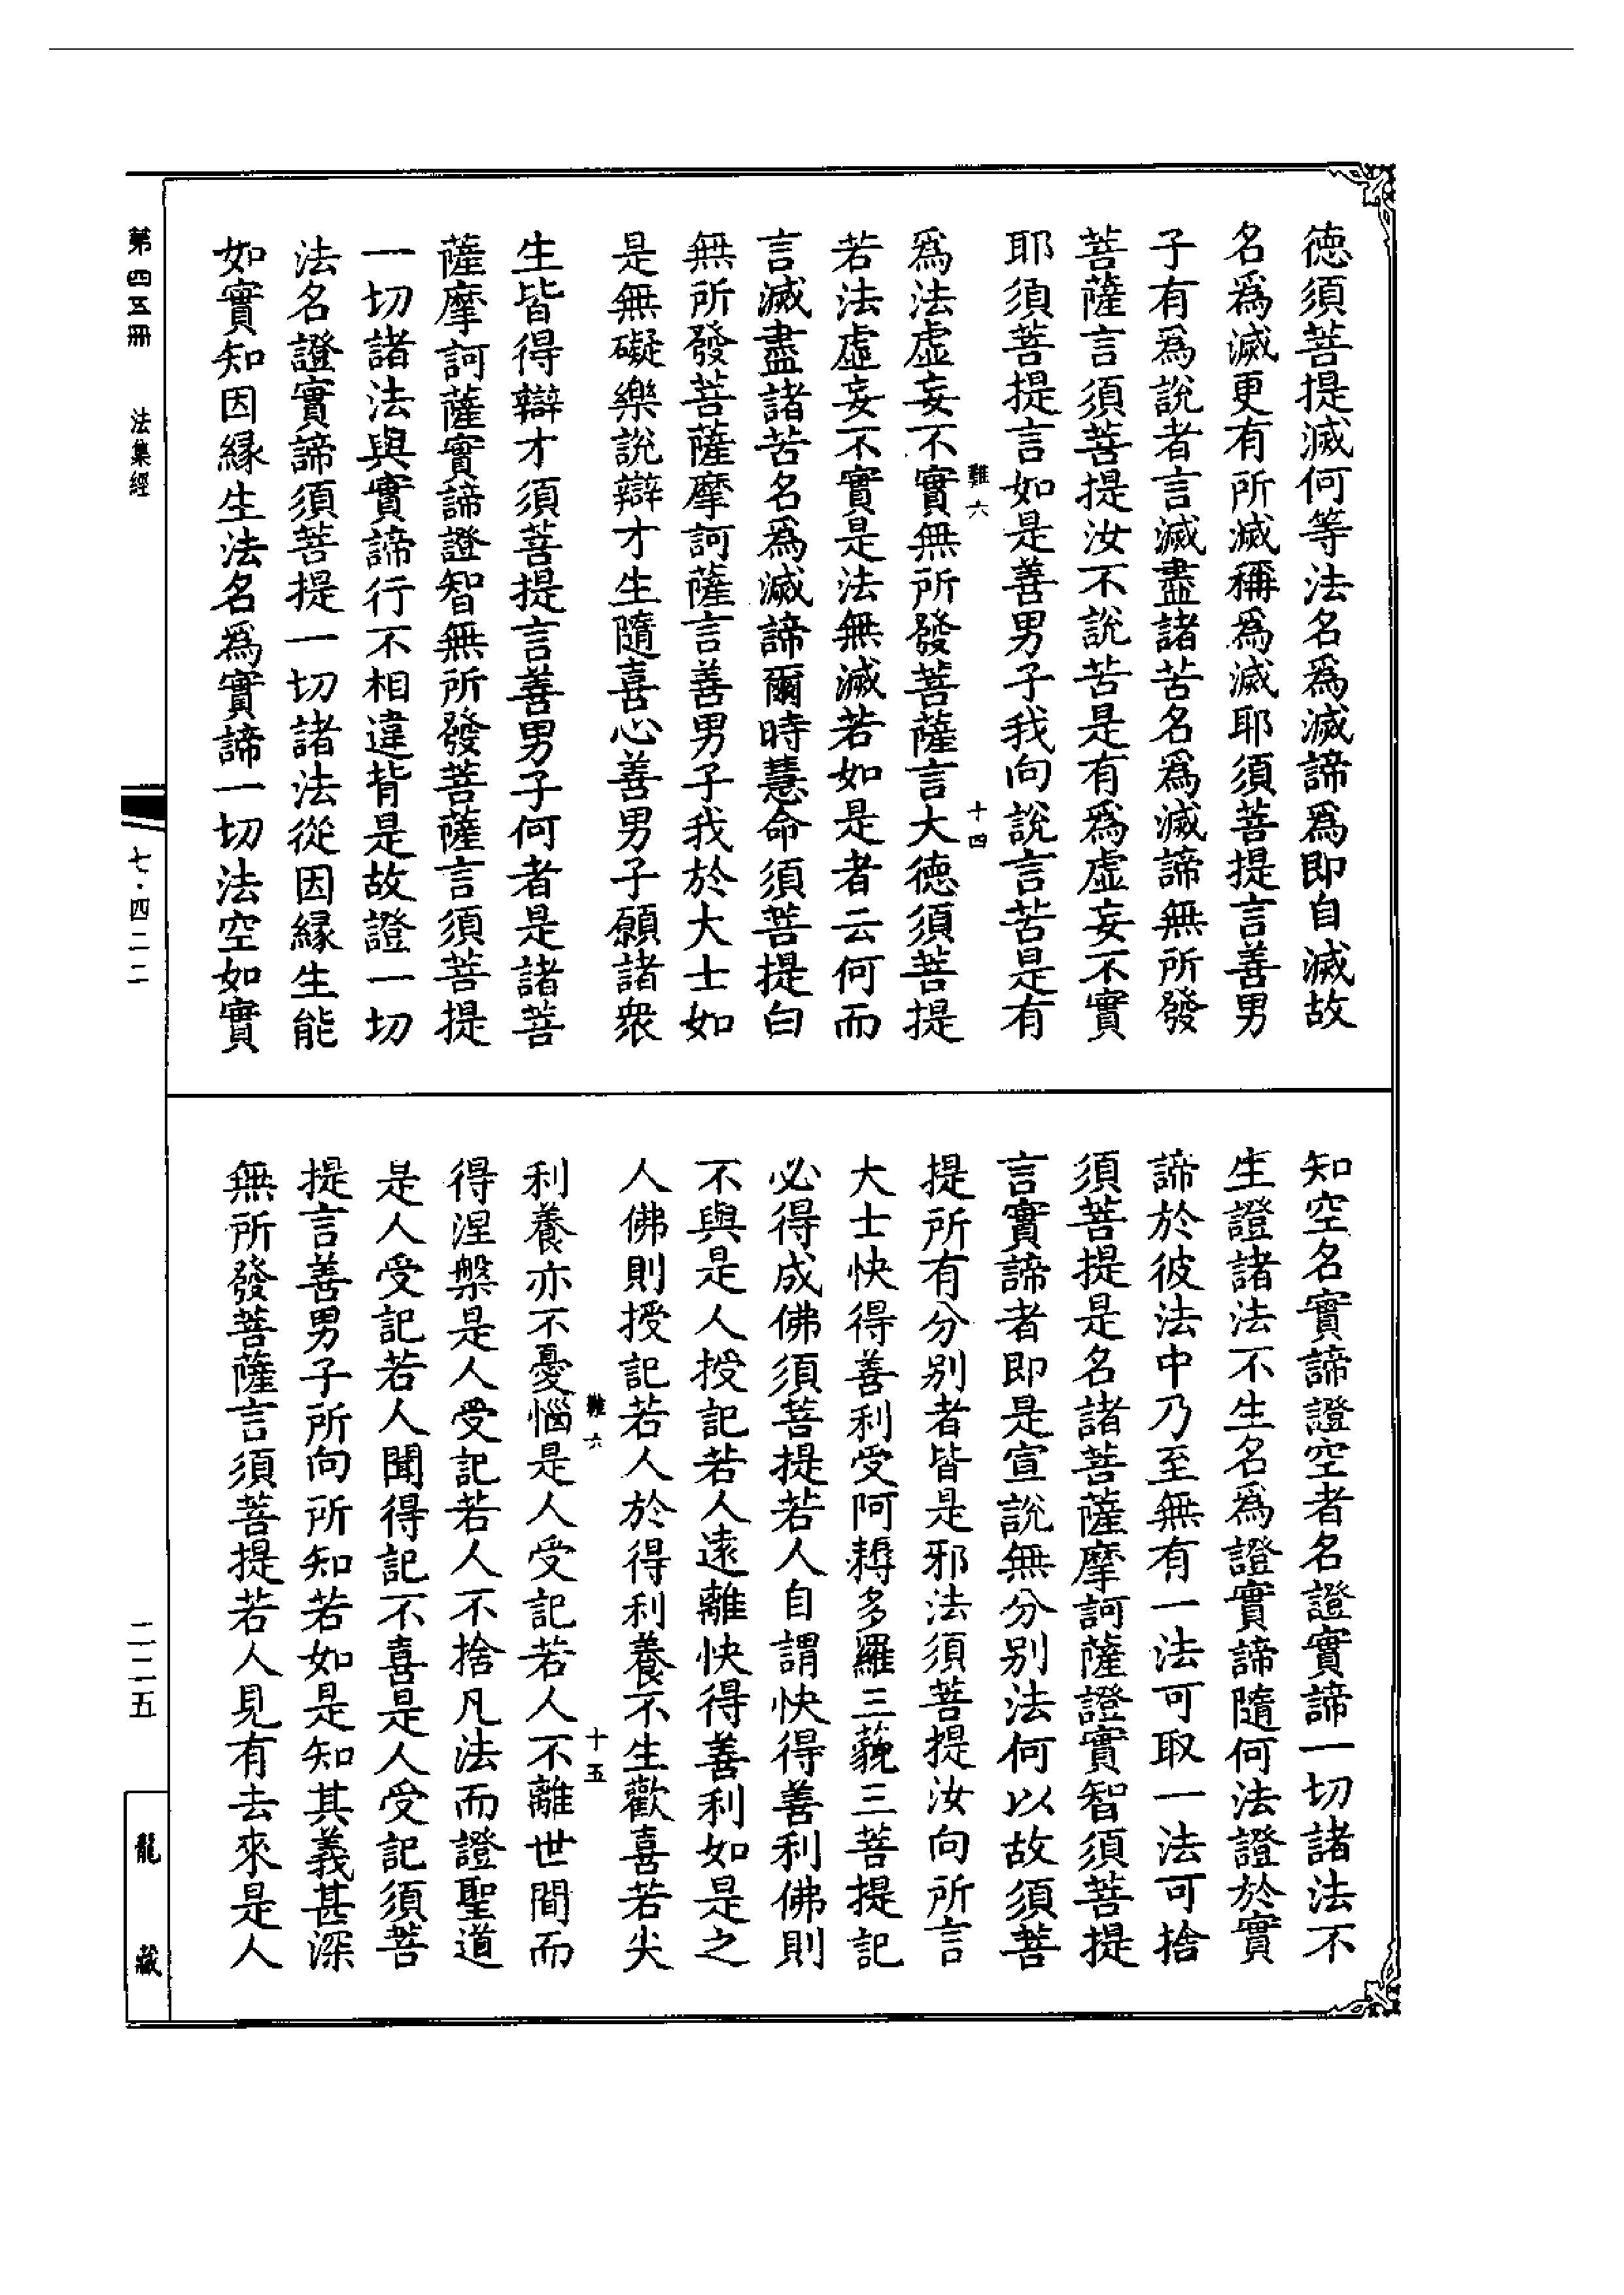 德須菩提滅何等法名爲滅諦爲即自滅故
名爲滅更有所滅稱爲滅耶須菩提言善男
子有爲說者言滅盡諸苦名爲滅諦無所發
菩薩言須菩提汝不說苦是有爲虛妄不實
耶須菩提言如是善男子我向說言苦是有
難六
十四
爲法虛妄不實無所發菩薩言大德須菩提
若法虛妄不實是法無滅若如是者云何而
言滅盡諸苦名爲滅諦爾時慧命須菩提白
無所發菩薩摩訶薩言善男子我於大士如
是無礙樂說辯才生隨喜心善男子願諸衆
生皆得辯才須菩提言善男子何者是諸菩
薩摩訶薩實諦證智無所發菩薩言須菩提
一切諸法與實諦行不相違背是故證一切
法名證實諦須菩提一切諸法從因緣生能
如實知因緣生法名爲實諦一切法空如實
知空名實諦證空者名證實諦一切諸法不
生證諸法不生名爲證實諦隨何法證於實
諦於彼法中乃至無有一法可取一法可捨
須菩提是名諸菩薩摩訶薩證實智須菩提
言實諦者即是宣說無分別法何以故須菩
提所有分別者皆是邪法須菩提汝向所言
大士快得善利受阿耨多羅三藐三菩提記
必得成佛須菩提若人自謂快得善利佛則
不與是人授記若人遠離快得善利如是之
人佛則授記若人於得利養不生歡喜若尖
難六
十五
利養亦不憂惱是人受記若人不離世間而
得涅槃是人受記若人不捨凡法而證聖道
是人受記若人聞得記不喜是人受記須菩
提言善男子所向所知若如是知其義甚深
無所發菩薩言須菩提若人見有去來是人
第四五冊
法集經
七·四二二
二二五
龍藏